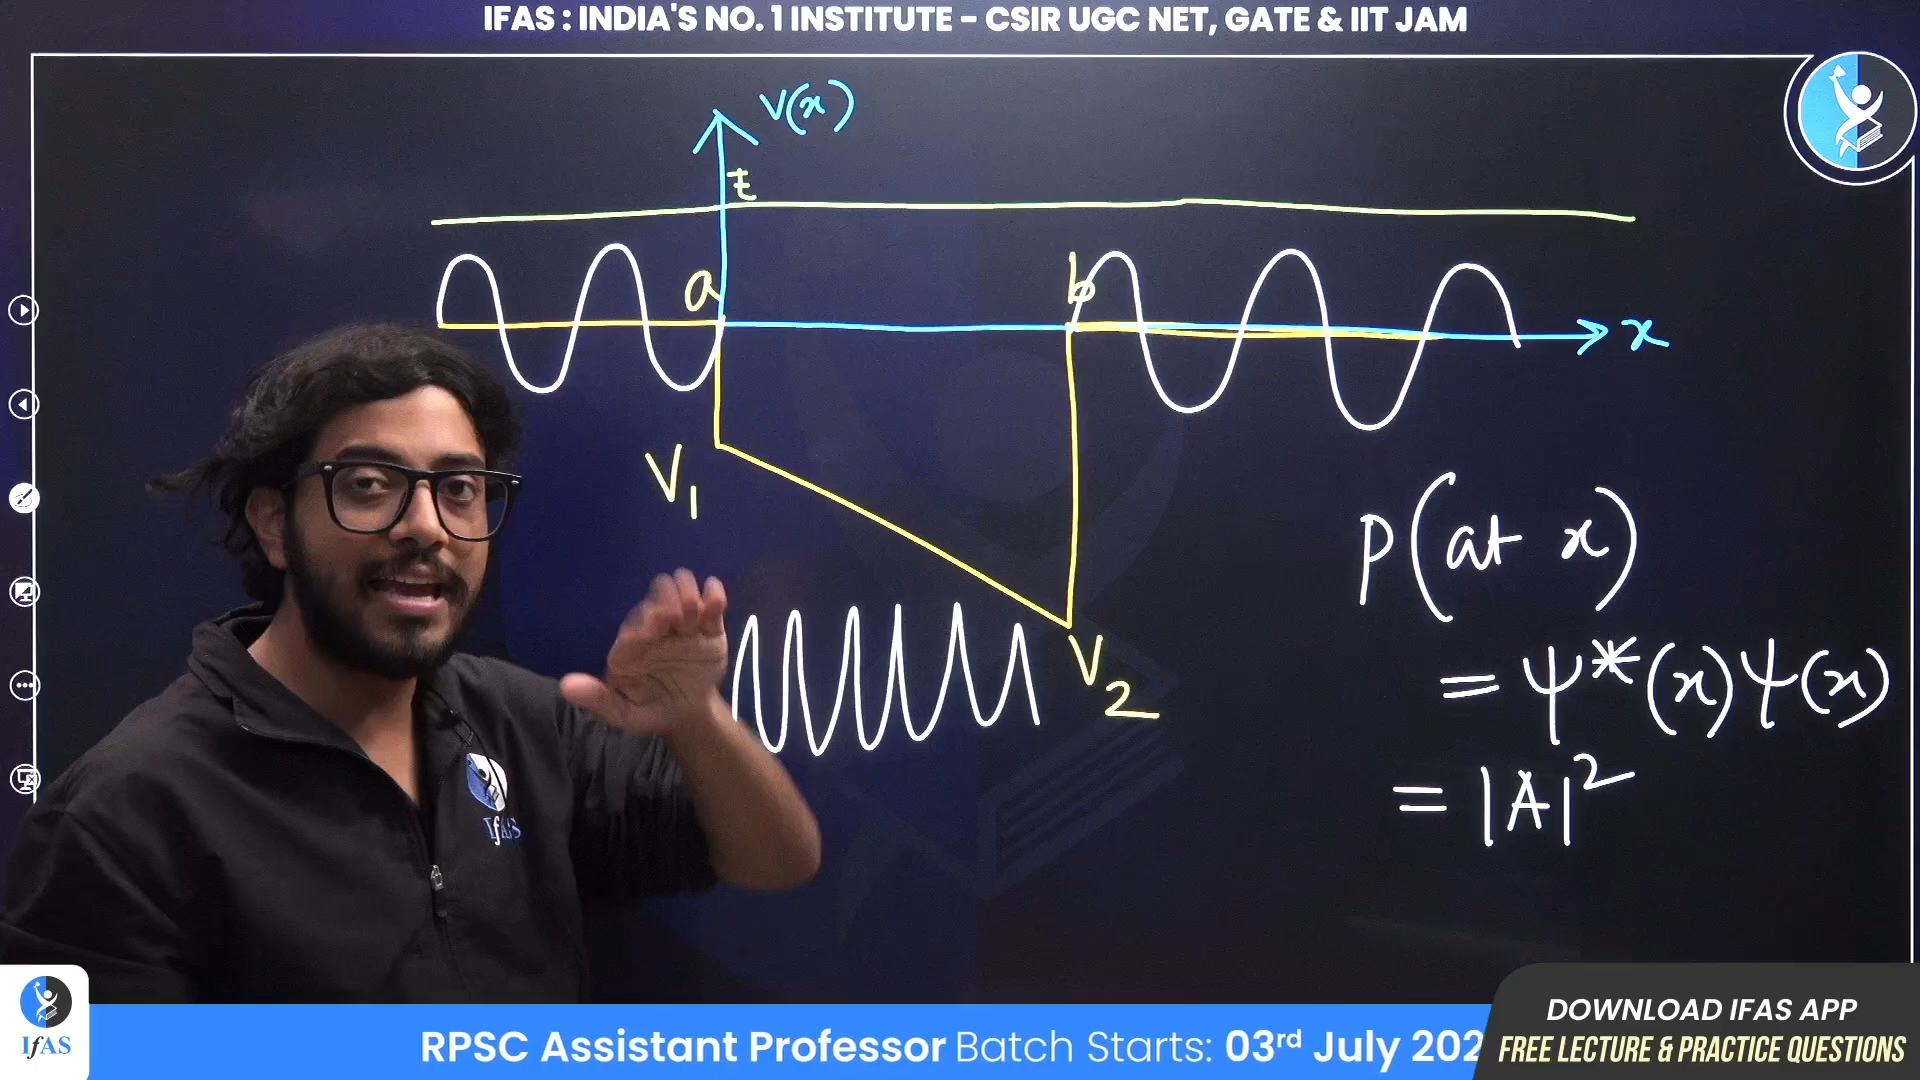 IFAS : INDIA'S NO. 1 INSTITUTE - CSIR UGC NET, GATE & IIT JAM
V(x)
E
a
b
x
V₁
P(at x)
V₂
= ψ*(x)ψ(x)
= |A|²
IfAS
IfAS
RPSC Assistant Professor Batch Starts: 03rd July 202
DOWNLOAD IFAS APP
FREE LECTURE & PRACTICE QUESTIONS